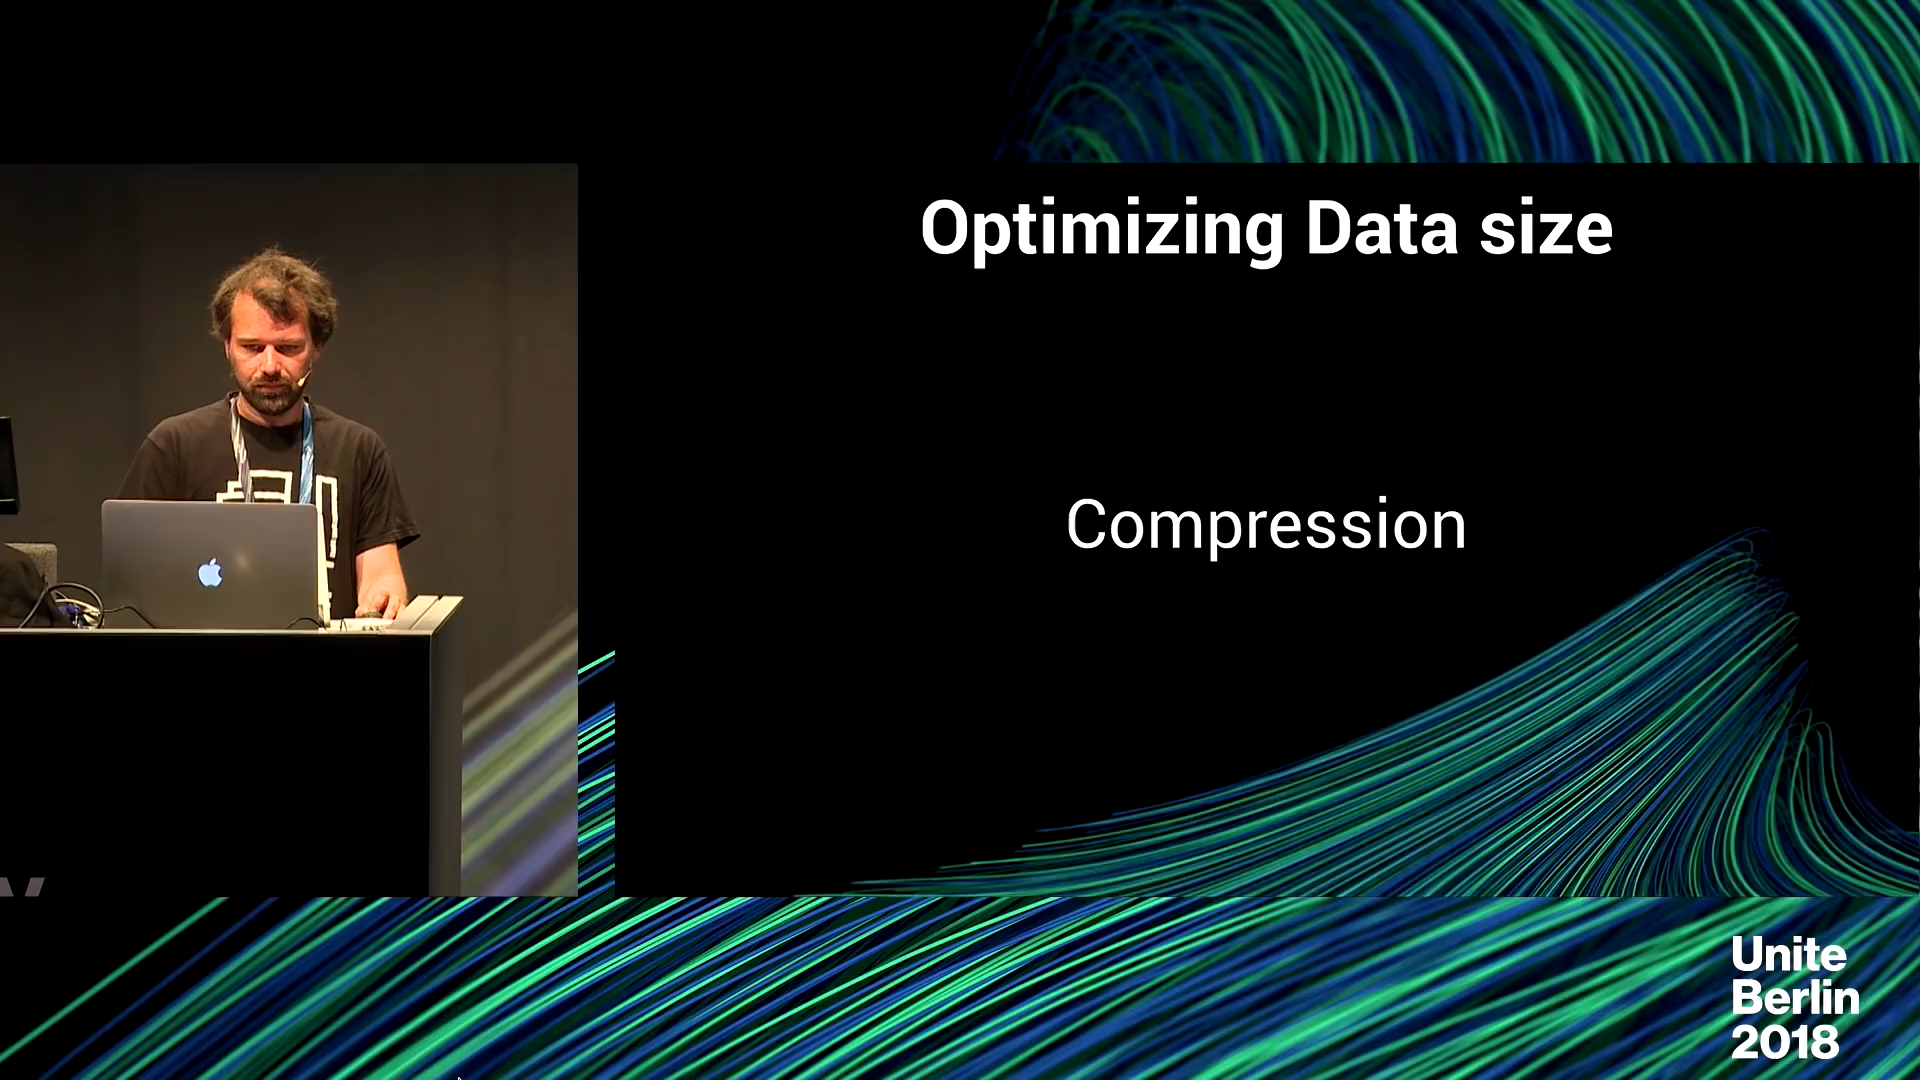 Optimizing Data size
Compression
Unite
Berlin
2018